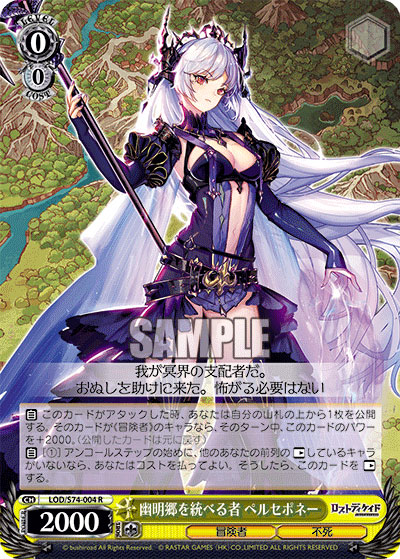 LEVEL
0
0
COST
SAMPLE
我が冥界の支配者だ。
おぬしを助けに来た。怖がる必要はない
このカードがアタックした時、あなたは自分の山札の上から1枚を公開
する。そのカードが《冒険者》のキャラなら、そのターン中、このカードのパワー
を+2000。（公開したカードは元に戻す）
【①】 アンコールステップの始めに、他のあなたの前列の しているキャラ
がいないなら、あなたはコストを払ってよい。そうしたら、このカードを
CH LOD/S74-004 R 幽明郷を統べる者 ペルセポネー ロストディケイド
2000 POWER 冒険者 不死
© bushiroad All Rights Reserved. © RASTAR GAMES (HK) CO.,LIMITED ALL RIGHTS RESERVED